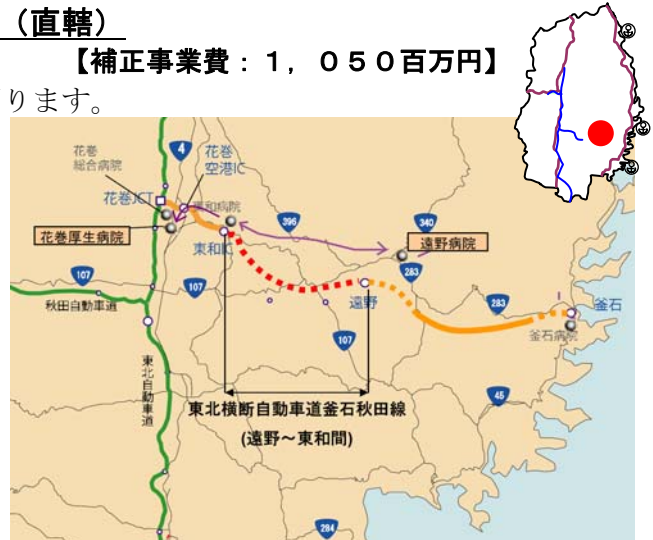 （直轄）
【補正事業費：１，０５０百万円】
ります。
花巻
総合病院
4
花巻
空港IC
花巻JCT
東和病院
396
340
花巻厚生病院
東和IC
遠野病院
283
107
107
秋田自動車道
遠野
283
釜石
107
釜石病院
東北自動車道
45
東北横断自動車道釜石秋田線
(遠野～東和間)
284